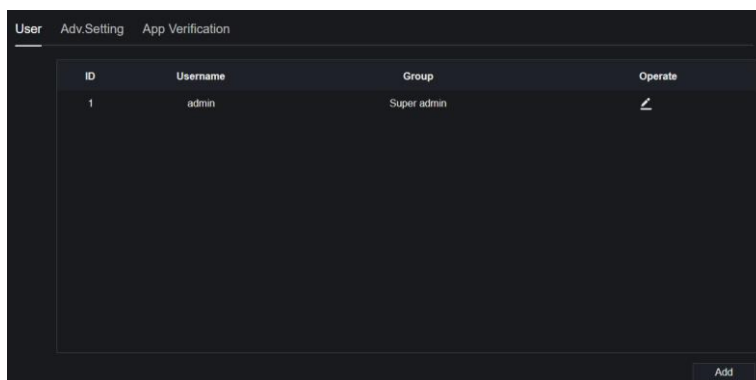 User Adv.Setting App Verification
ID Username Group Operate
1 admin Super admin
Add